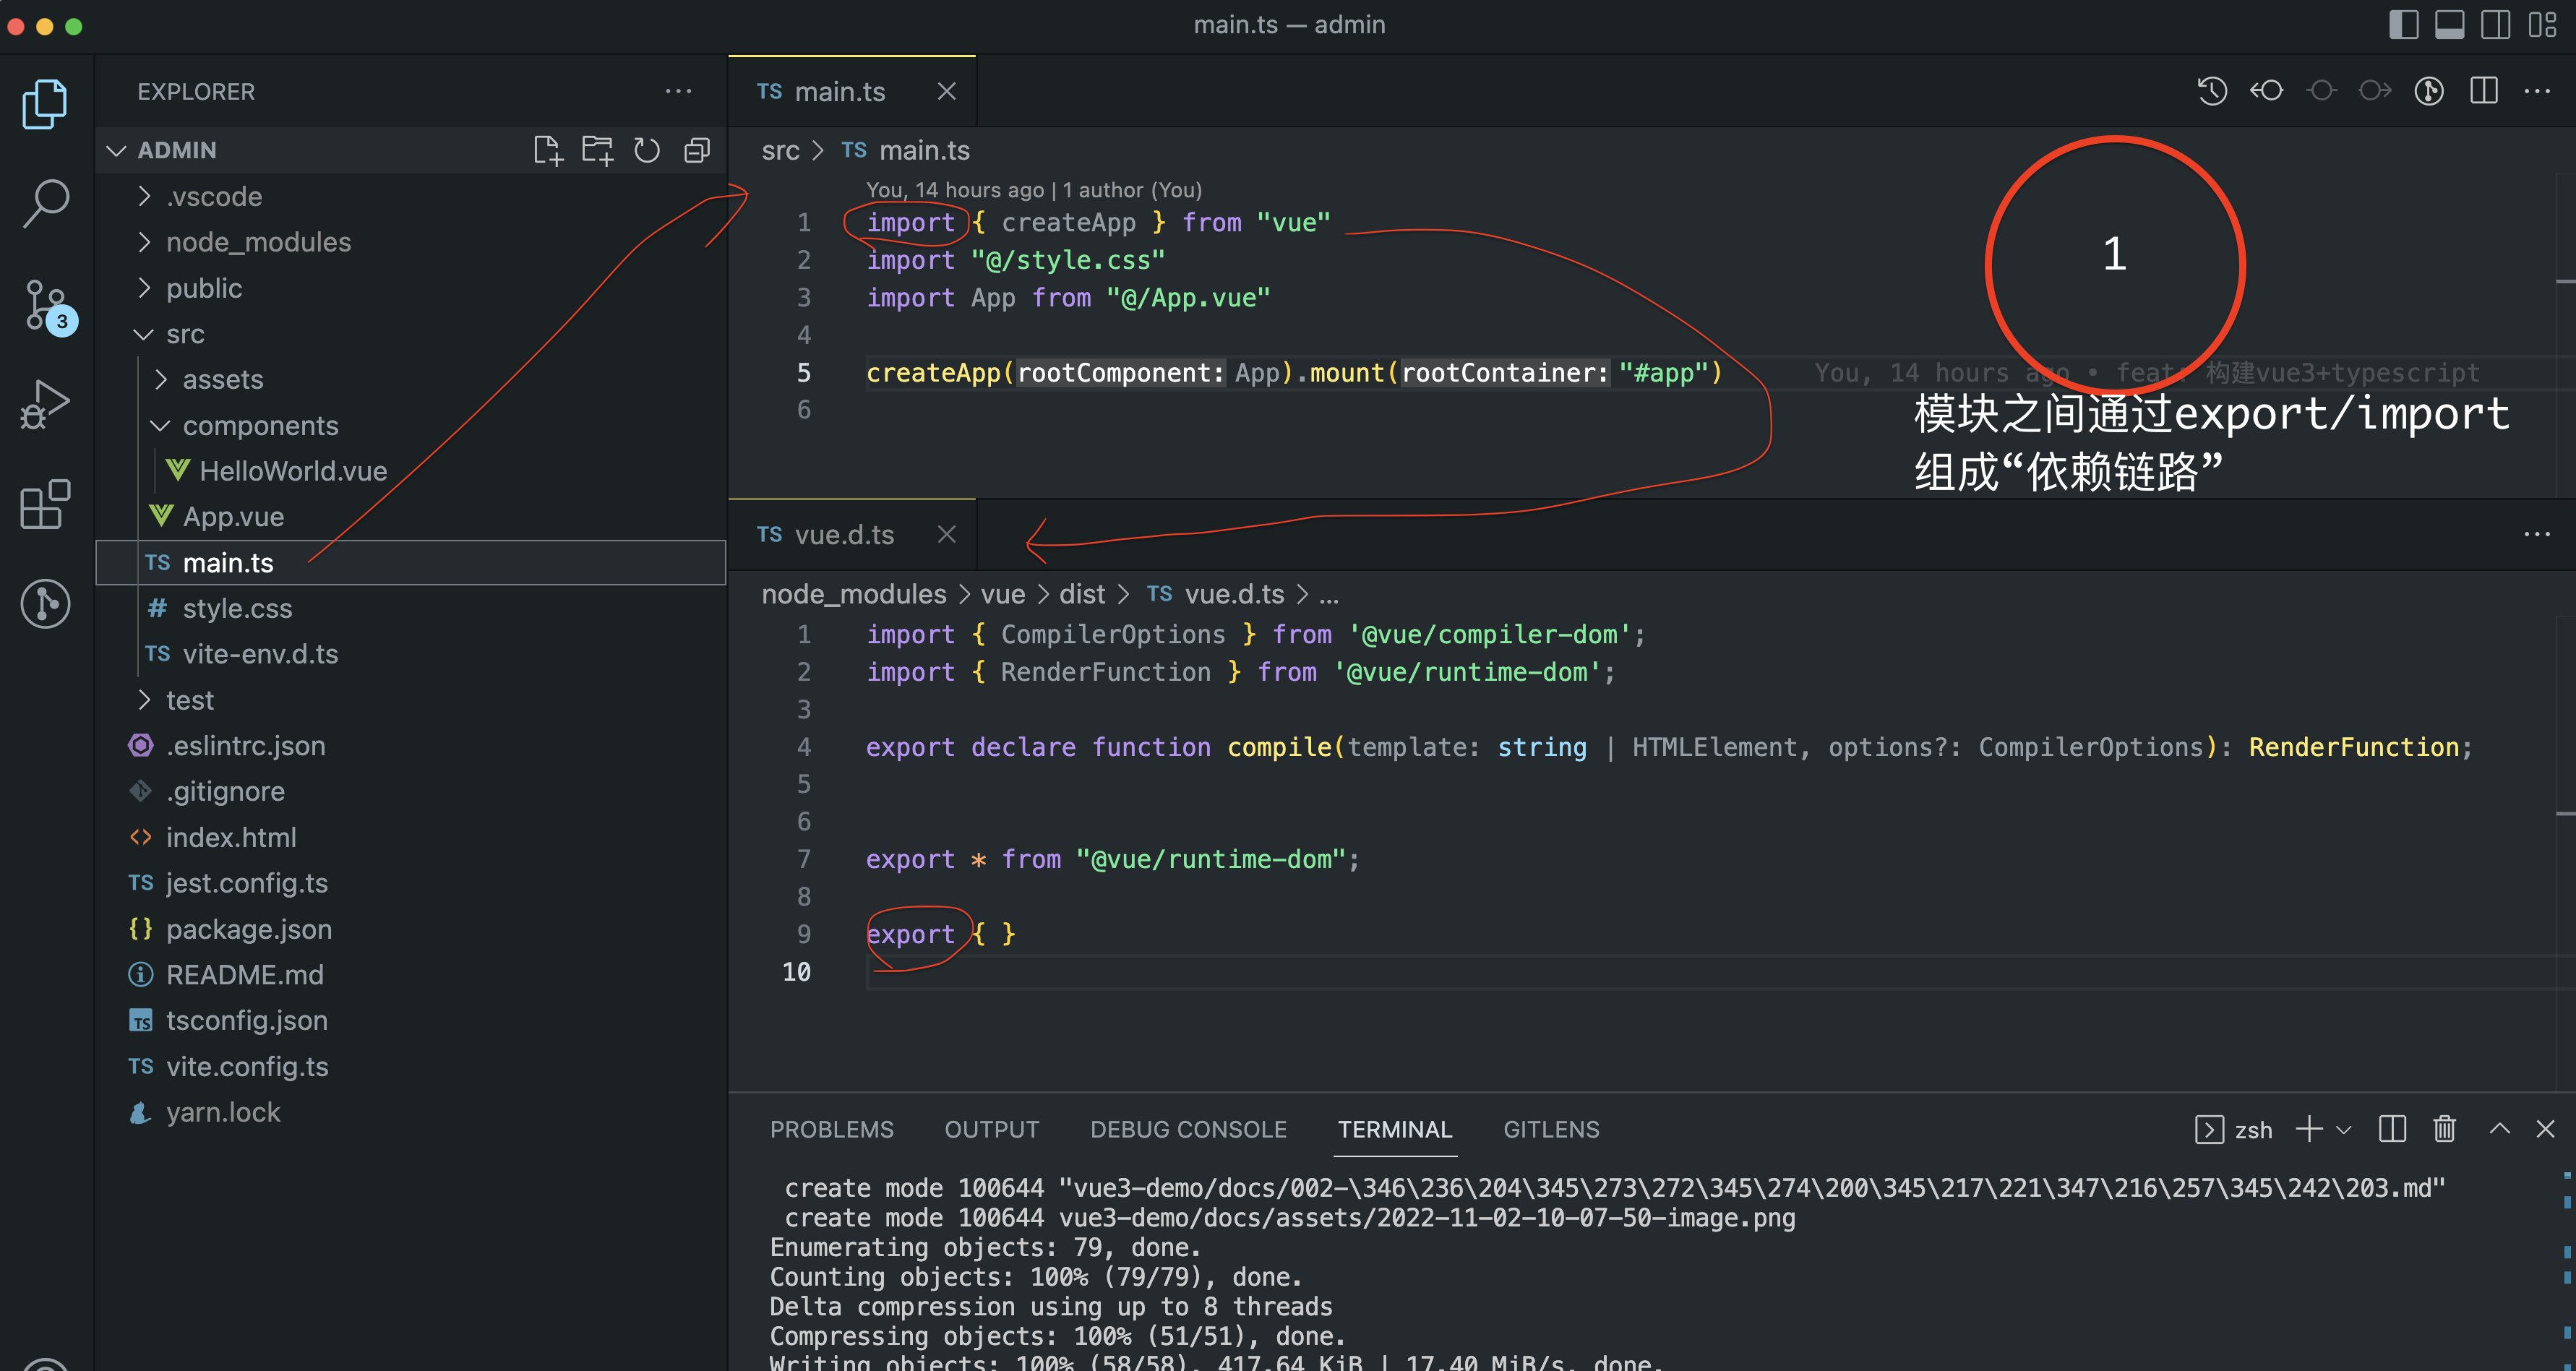 main.ts — admin
EXPLORER
ADMIN
.vscode
node_modules
public
src
assets
components
HelloWorld.vue
App.vue
TS main.ts
# style.css
TS vite-env.d.ts
test
.eslintrc.json
.gitignore
<> index.html
TS jest.config.ts
{} package.json
README.md
TS tsconfig.json
TS vite.config.ts
yarn.lock
3
TS main.ts
src > TS main.ts
You, 14 hours ago | 1 author (You)
1 import { createApp } from "vue"
2 import "@/style.css"
3 import App from "@/App.vue"
4
5 createApp(rootComponent: App).mount(rootContainer: "#app") You, 14 hours ago • feat: 构建vue3+typescript
6
1
模块之间通过export/import
组成“依赖链路”
TS vue.d.ts
node_modules > vue > dist > TS vue.d.ts > ...
1 import { CompilerOptions } from '@vue/compiler-dom';
2 import { RenderFunction } from '@vue/runtime-dom';
3
4 export declare function compile(template: string | HTMLElement, options?: CompilerOptions): RenderFunction;
5
6
7 export * from "@vue/runtime-dom";
8
9 export { }
10
PROBLEMS OUTPUT DEBUG CONSOLE TERMINAL GITLENS
zsh
create mode 100644 "vue3-demo/docs/002-\346\236\204\345\273\272\345\274\200\345\217\221\347\216\257\345\242\203.md"
create mode 100644 vue3-demo/docs/assets/2022-11-02-10-07-50-image.png
Enumerating objects: 79, done.
Counting objects: 100% (79/79), done.
Delta compression using up to 8 threads
Compressing objects: 100% (51/51), done.
Writing objects: 100% (58/58), 417.64 KiB | 17.40 MiB/s, done.